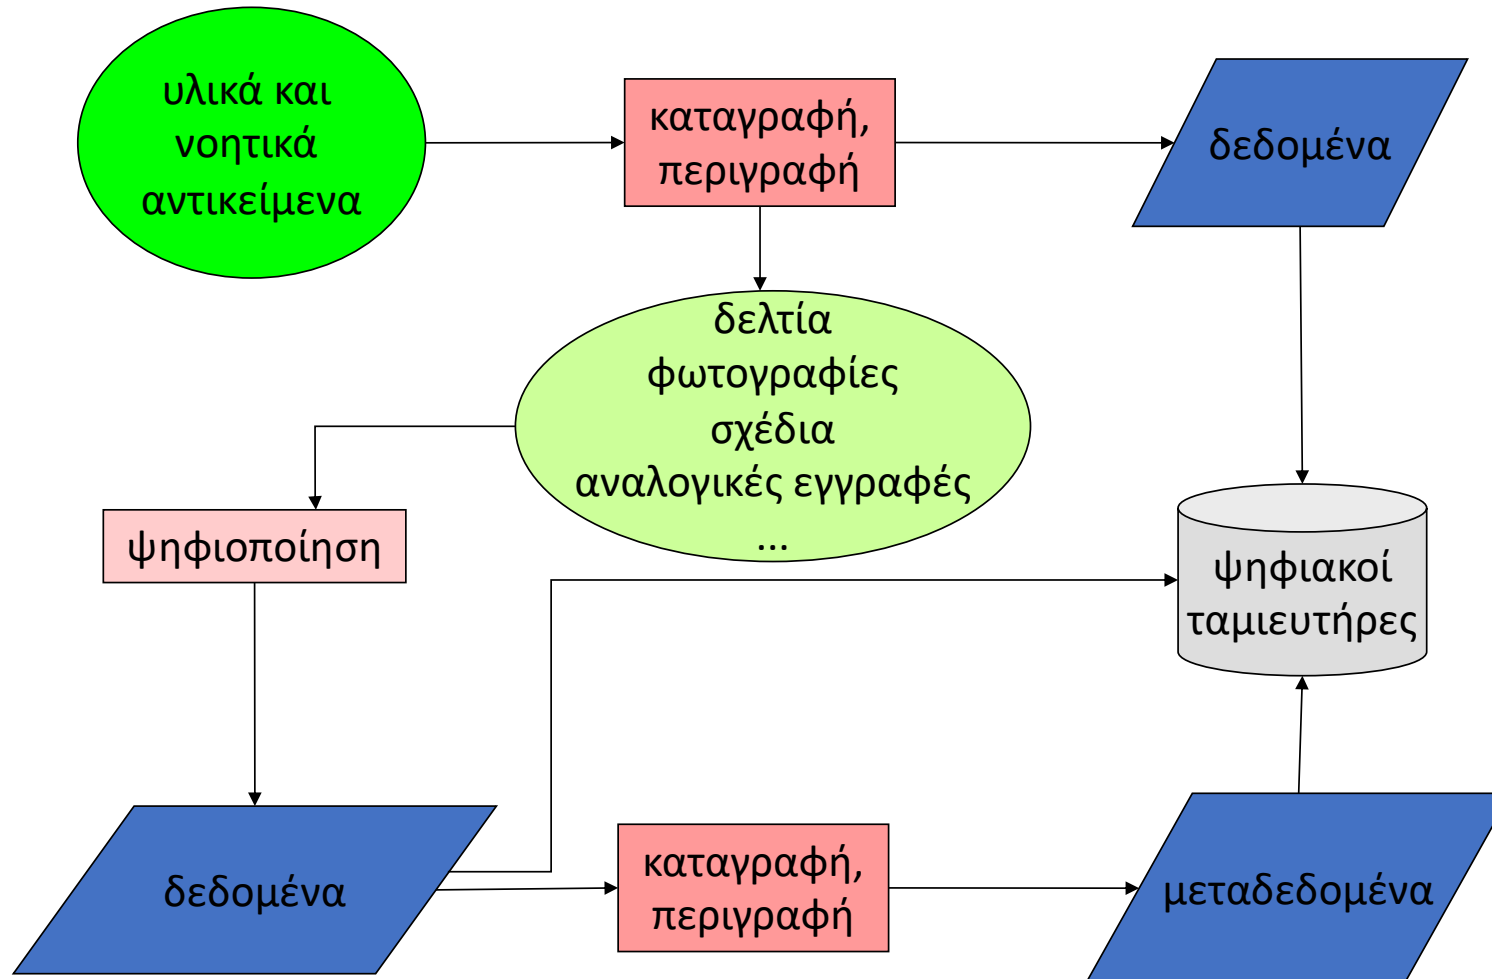 υλικά και
νοητικά
αντικείμενα
καταγραφή,
περιγραφή
δεδομένα
δελτία
φωτογραφίες
σχέδια
αναλογικές εγγραφές
...
ψηφιοποίηση
ψηφιακοί
ταμιευτήρες
δεδομένα
καταγραφή,
περιγραφή
μεταδεδομένα